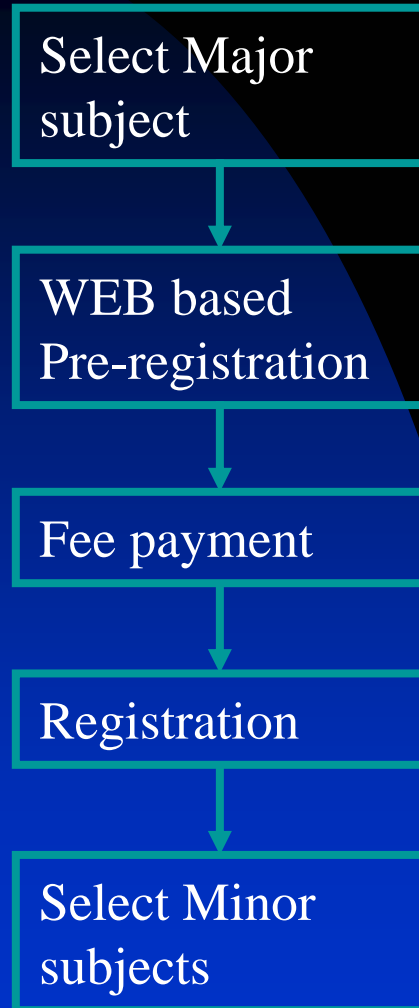 Select Major
subject
WEB based
Pre-registration
Fee payment
Registration
Select Minor
subjects